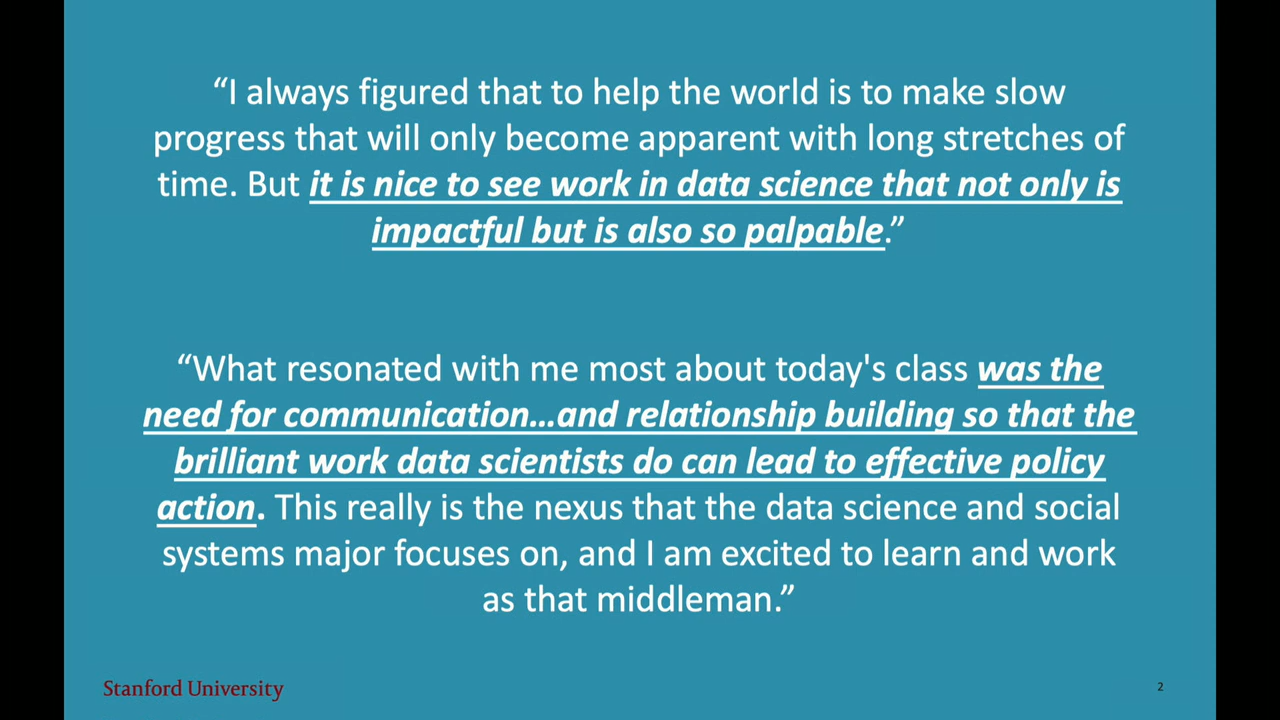 “I always figured that to help the world is to make slow
progress that will only become apparent with long stretches of
time. But it is nice to see work in data science that not only is
impactful but is also so palpable.”
“What resonated with me most about today's class was the
need for communication…and relationship building so that the
brilliant work data scientists do can lead to effective policy
action. This really is the nexus that the data science and social
systems major focuses on, and I am excited to learn and work
as that middleman.”
Stanford University
2